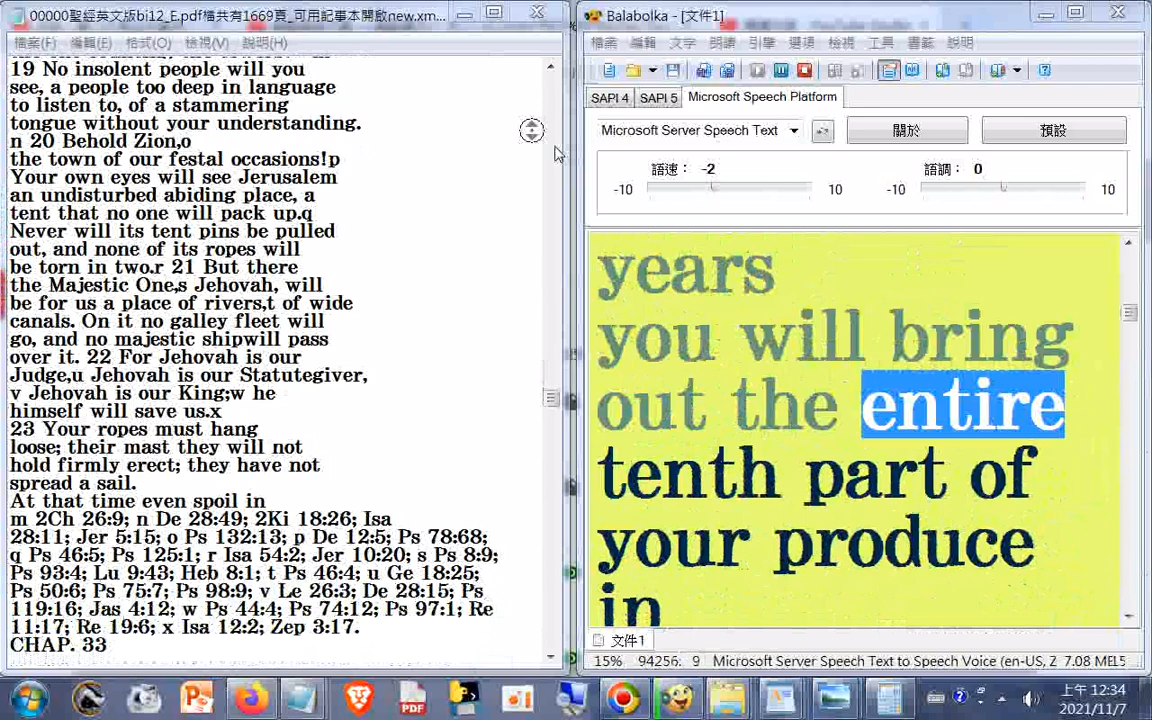 00000聖經英文版bi12_E.pdf檔共有1669頁_可用記事本開啟new.xm...
檔案(F) 編輯(E) 格式(O) 檢視(V) 說明(H)
19 No insolent people will you
see, a people too deep in language
to listen to, of a stammering
tongue without your understanding.
n 20 Behold Zion,o
the town of our festal occasions!p
Your own eyes will see Jerusalem
an undisturbed abiding place, a
tent that no one will pack up.q
Never will its tent pins be pulled
out, and none of its ropes will
be torn in two.r 21 But there
the Majestic One,s Jehovah, will
be for us a place of rivers,t of wide
canals. On it no galley fleet will
go, and no majestic shipwill pass
over it. 22 For Jehovah is our
Judge,u Jehovah is our Statutegiver,
v Jehovah is our King;w he
himself will save us.x
23 Your ropes must hang
loose; their mast they will not
hold firmly erect; they have not
spread a sail.
At that time even spoil in
m 2Ch 26:9; n De 28:49; 2Ki 18:26; Isa
28:11; Jer 5:15; o Ps 132:13; p De 12:5; Ps 78:68;
q Ps 46:5; Ps 125:1; r Isa 54:2; Jer 10:20; s Ps 8:9;
Ps 93:4; Lu 9:43; Heb 8:1; t Ps 46:4; u Ge 18:25;
Ps 50:6; Ps 75:7; Ps 98:9; v Le 26:3; De 28:15; Ps
119:16; Jas 4:12; w Ps 44:4; Ps 74:12; Ps 97:1; Re
11:17; Re 19:6; x Isa 12:2; Zep 3:17.
CHAP. 33
Balabolka - [文件1]
檔案 編輯 文字 朗讀 引擎 選項 檢視 工具 書籤 說明
SAPI 4 SAPI 5 Microsoft Speech Platform
Microsoft Server Speech Text 關於 預設
語速： -2 語調： 0
-10 10 -10 10
years
you will bring
out the entire
tenth part of
your produce
in
文件1
15% 94256: 9 Microsoft Server Speech Text to Speech Voice (en-US, Z 7.08 MEL5
上午 12:34
2021/11/7